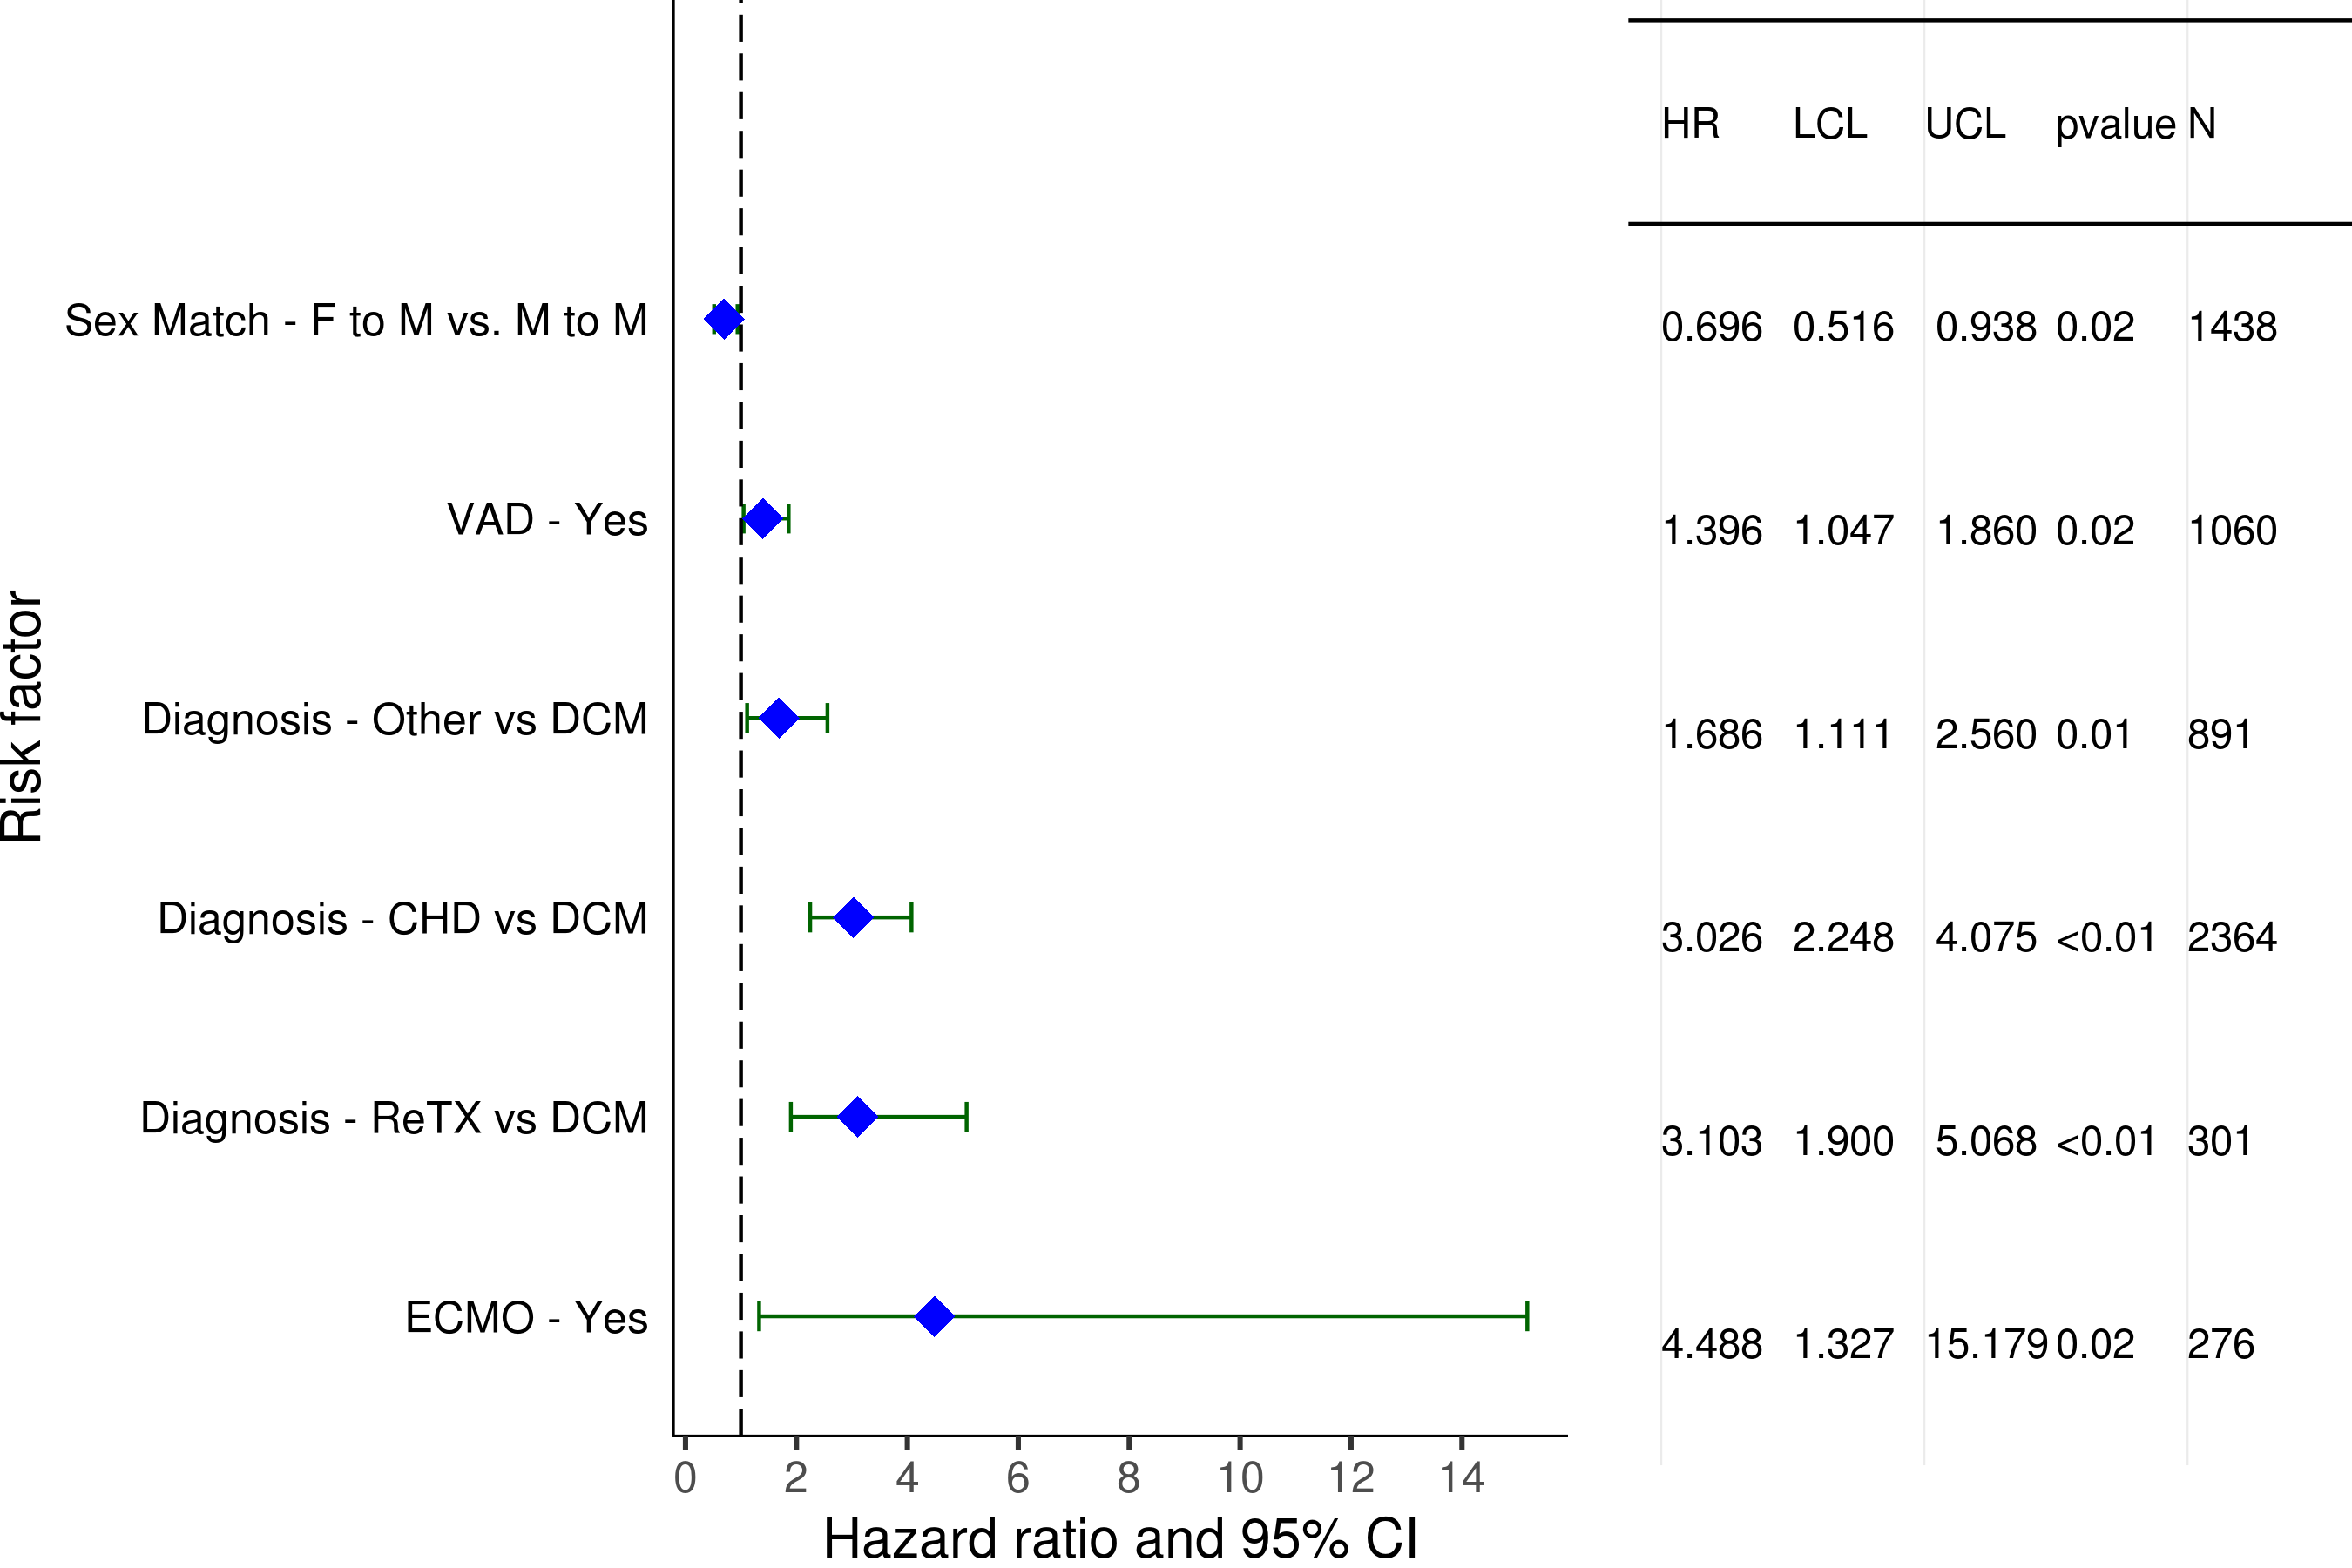 HR LCL UCL pvalue N
Sex Match - F to M vs. M to M 0.696 0.516 0.938 0.02 1438
VAD - Yes 1.396 1.047 1.860 0.02 1060
Diagnosis - Other vs DCM 1.686 1.111 2.560 0.01 891
Diagnosis - CHD vs DCM 3.026 2.248 4.075 <0.01 2364
Diagnosis - ReTX vs DCM 3.103 1.900 5.068 <0.01 301
ECMO - Yes 4.488 1.327 15.179 0.02 276
Risk factor
0 2 4 6 8 10 12 14
Hazard ratio and 95% CI